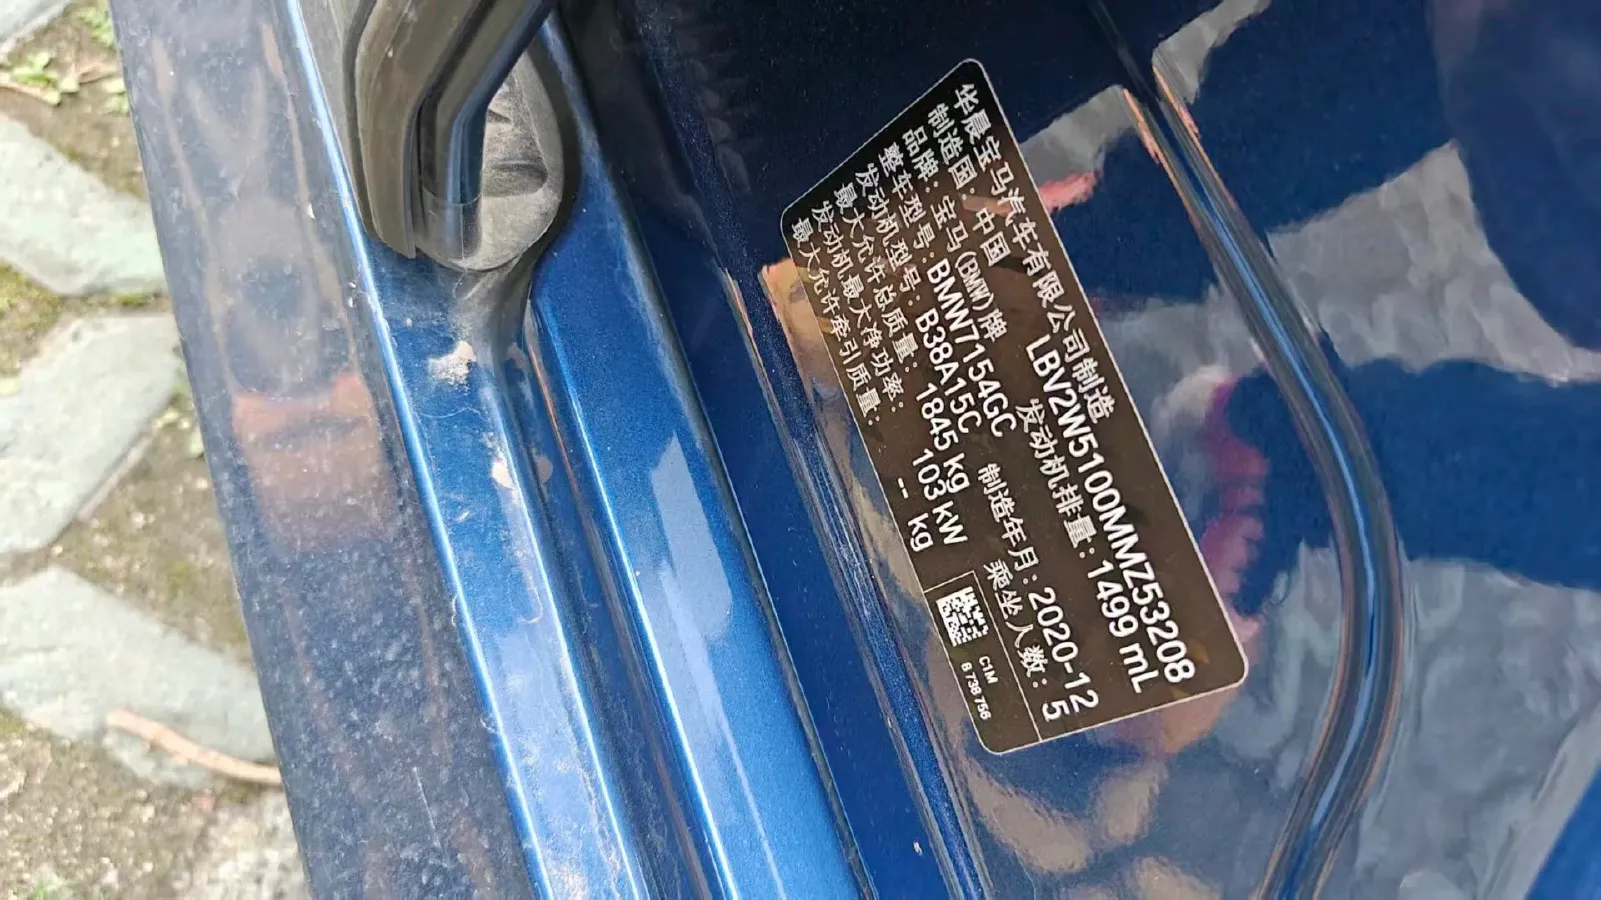 华晨宝马汽车有限公司制造
制造国：中国 LBV2W5100MMZ53208
品牌：宝马(BMW)牌 发动机排量：1499 mL
整车型号：BMW7154GC 制造年月：2020-12
发动机型号：B38A15C 乘坐人数：5
最大允许总质量：1845 kg
发动机最大净功率：103 kW
最大允许牵引质量：-- kg
C1M
8 738 756